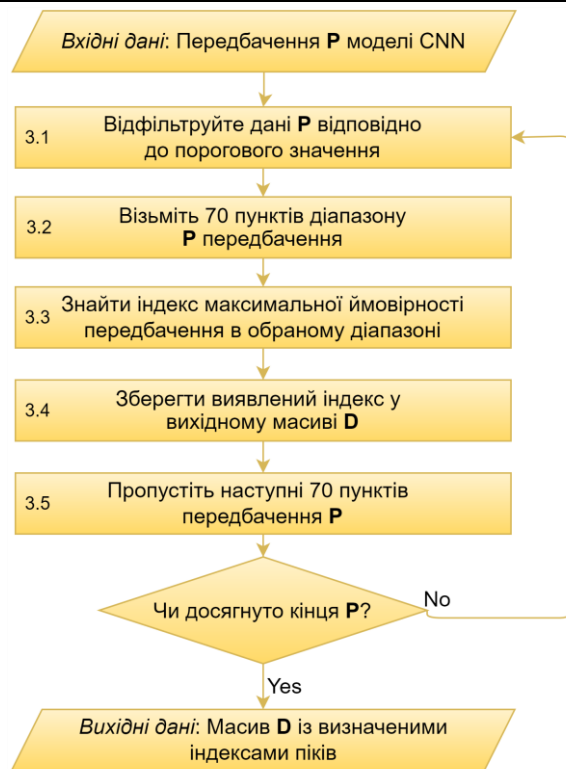 Вхідні дані: Передбачення P моделі CNN
3.1 Відфільтруйте дані P відповідно
до порогового значення
3.2 Візьміть 70 пунктів діапазону
P передбачення
3.3 Знайти індекс максимальної ймовірності
передбачення в обраному діапазоні
3.4 Зберегти виявлений індекс у
вихідному масиві D
3.5 Пропустіть наступні 70 пунктів
передбачення P
Чи досягнуто кінця P?
No
Yes
Вихідні дані: Масив D із визначеними
індексами піків